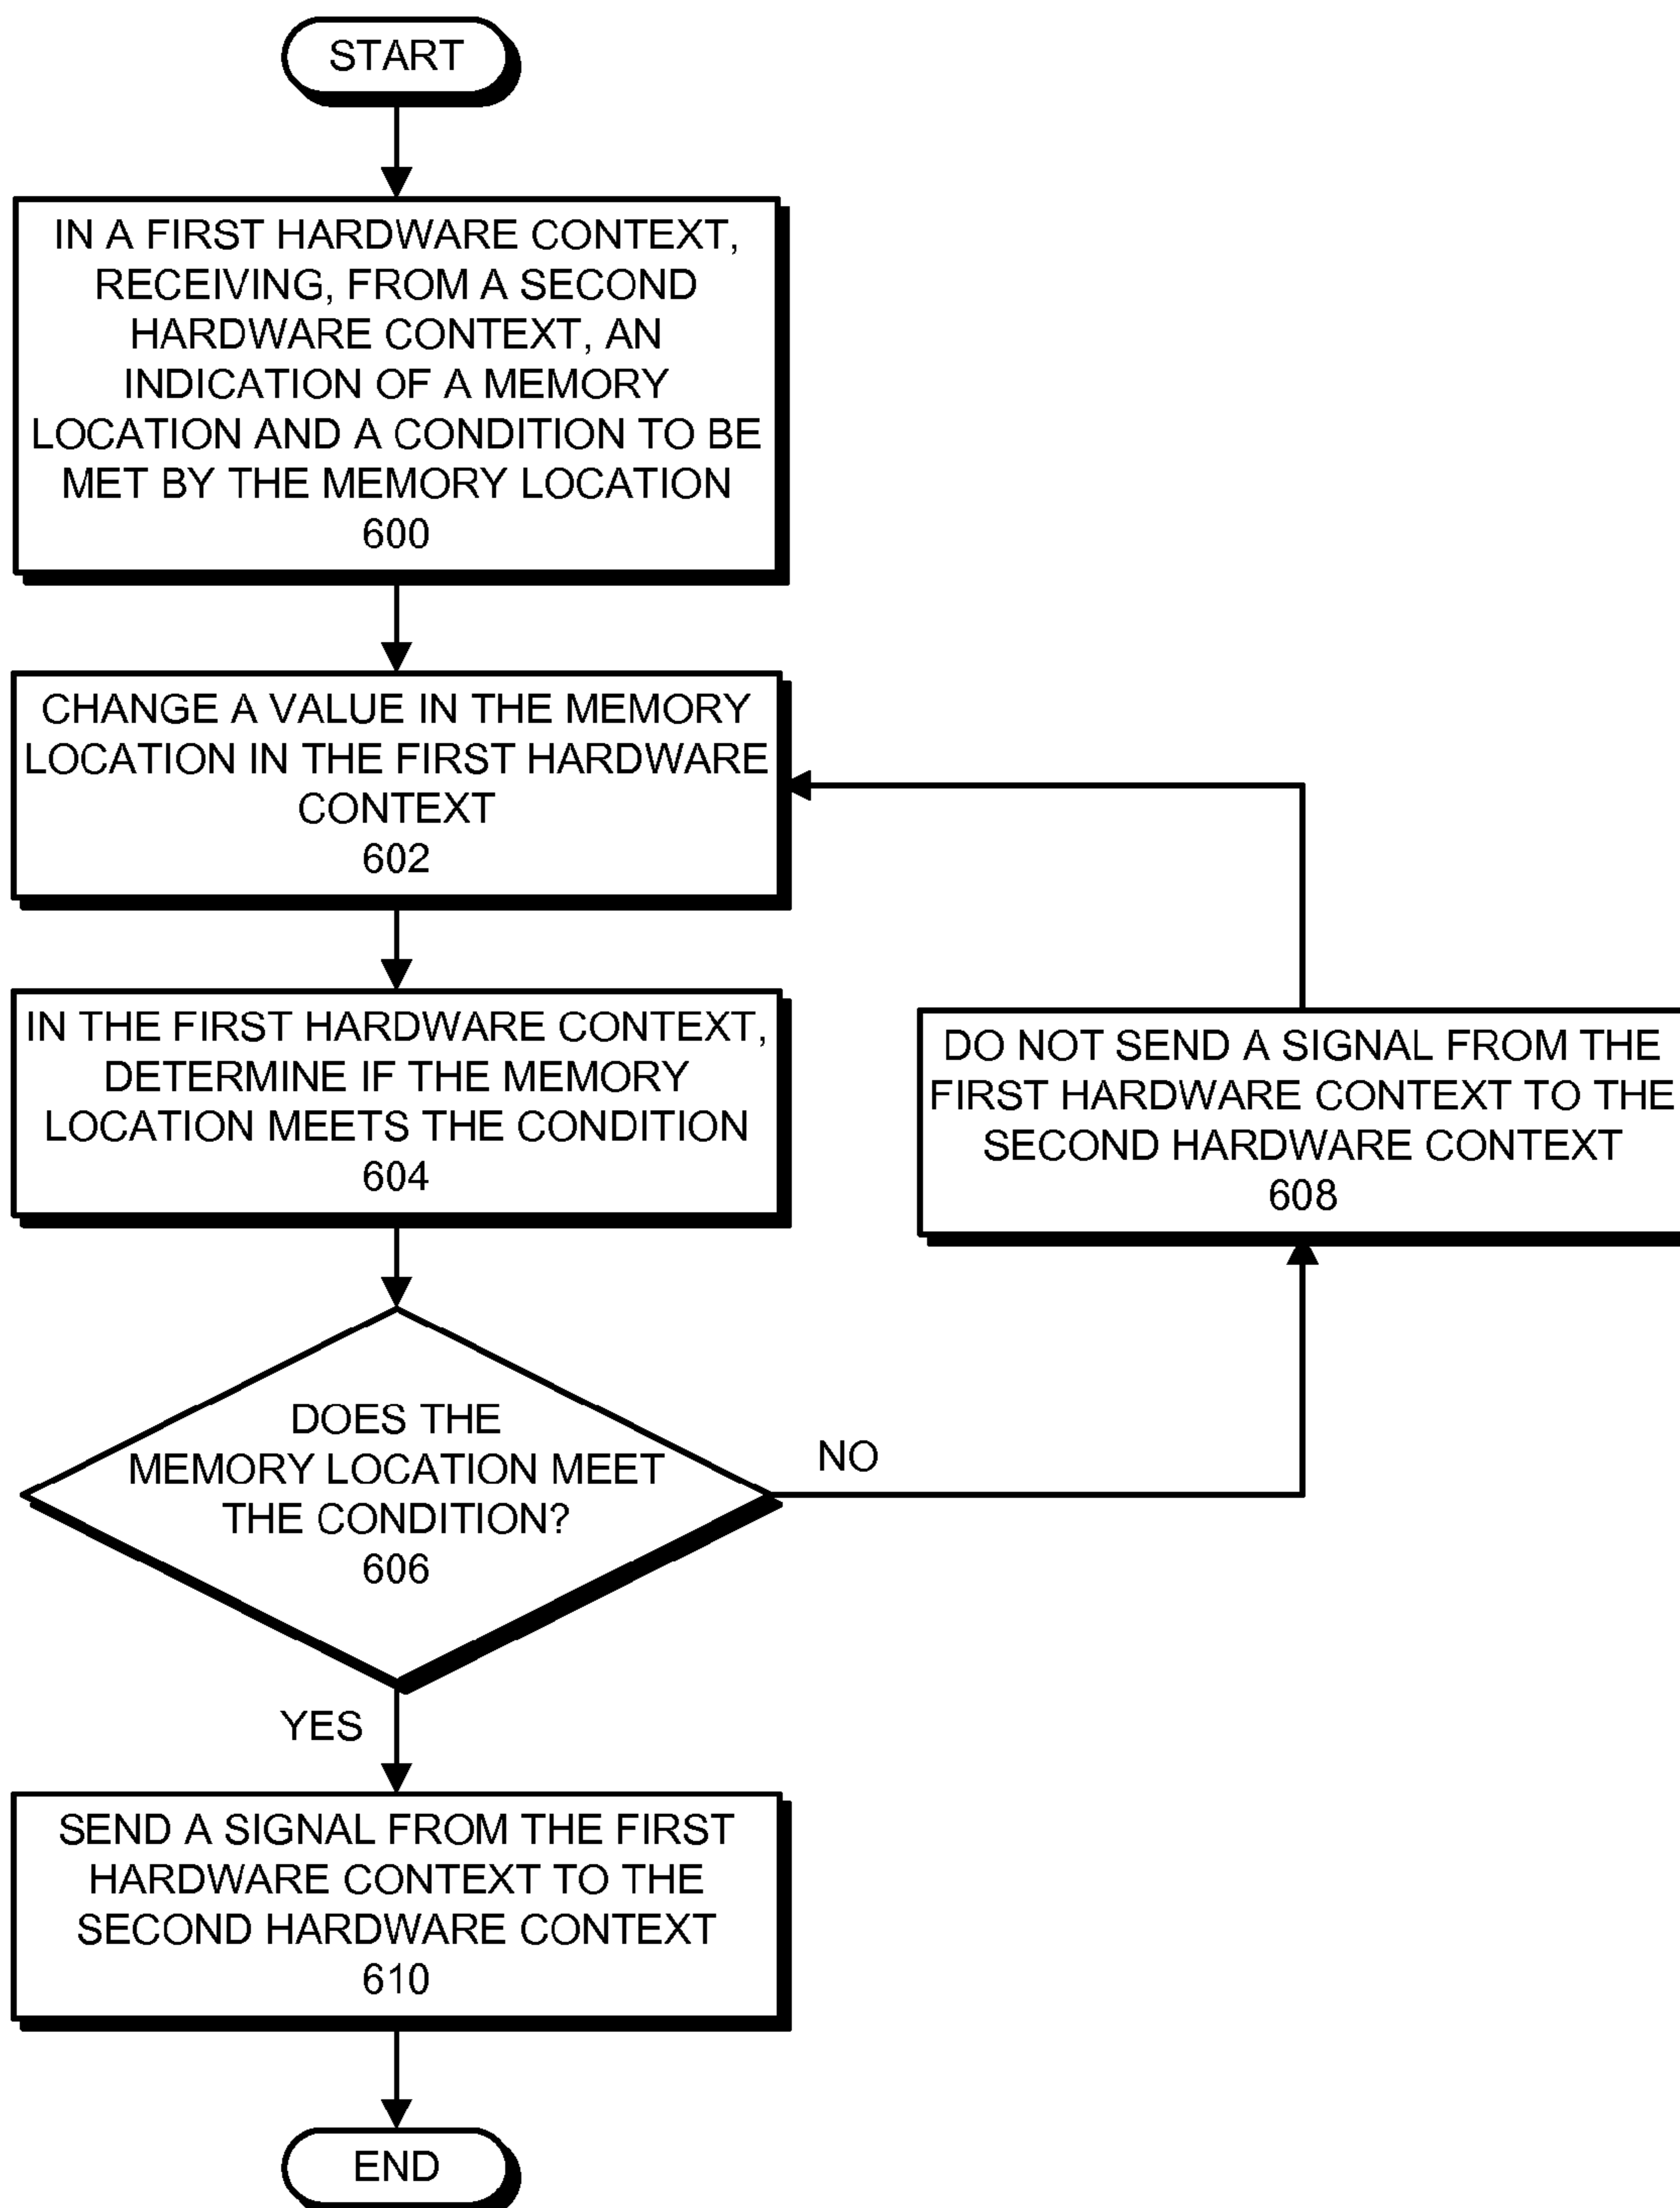 START
IN A FIRST HARDWARE CONTEXT,
RECEIVING, FROM A SECOND
HARDWARE CONTEXT, AN
INDICATION OF A MEMORY
LOCATION AND A CONDITION TO BE
MET BY THE MEMORY LOCATION
600
CHANGE A VALUE IN THE MEMORY
LOCATION IN THE FIRST HARDWARE
CONTEXT
602
IN THE FIRST HARDWARE CONTEXT,
DETERMINE IF THE MEMORY
LOCATION MEETS THE CONDITION
604
DO NOT SEND A SIGNAL FROM THE
FIRST HARDWARE CONTEXT TO THE
SECOND HARDWARE CONTEXT
608
DOES THE
MEMORY LOCATION MEET
THE CONDITION?
606
NO
YES
SEND A SIGNAL FROM THE FIRST
HARDWARE CONTEXT TO THE
SECOND HARDWARE CONTEXT
610
END